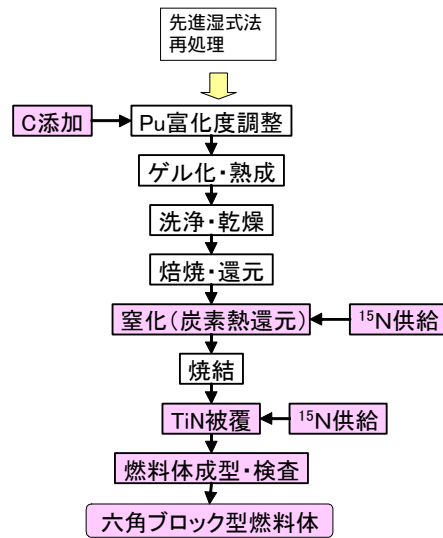 先進湿式法
再処理
C添加
Pu富化度調整
ゲル化・熟成
洗浄・乾燥
焙焼・還元
窒化(炭素熱還元)
¹⁵N供給
焼結
TiN被覆
¹⁵N供給
燃料体成型・検査
六角ブロック型燃料体